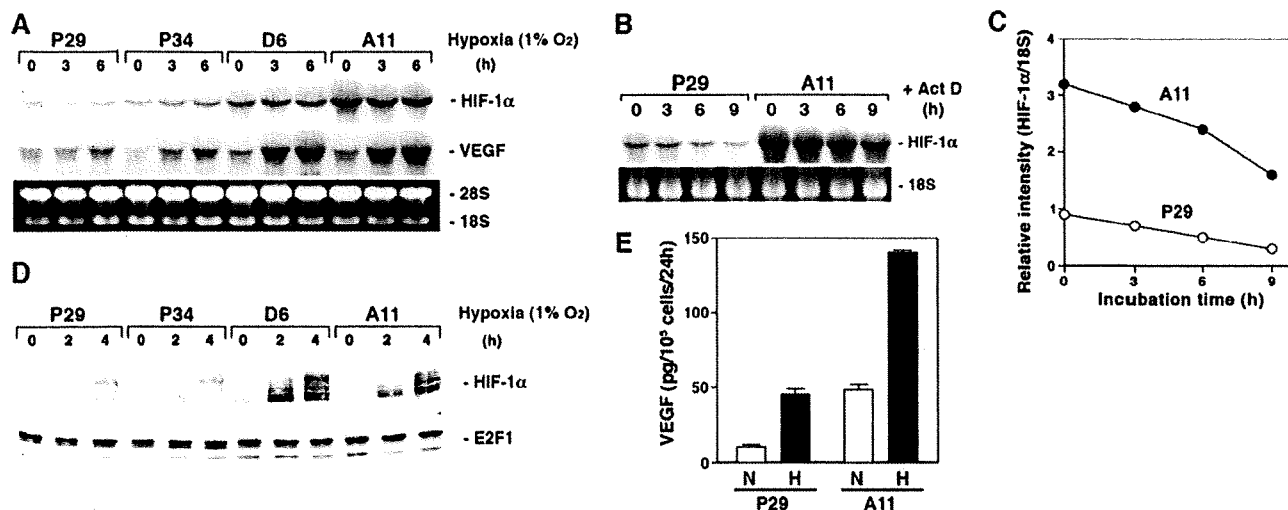 A
P29 P34 D6 A11 Hypoxia (1% O₂)
0 3 6 0 3 6 0 3 6 0 3 6 (h)
- HIF-1α
- VEGF
- 28S
- 18S
B
P29 A11 + Act D
0 3 6 9 0 3 6 9 (h)
- HIF-1α
- 18S
C
Relative intensity (HIF-1α/18S)
4
3
2
1
0
A11
P29
0 3 6 9
Incubation time (h)
D
P29 P34 D6 A11 Hypoxia (1% O₂)
0 2 4 0 2 4 0 2 4 0 2 4 (h)
- HIF-1α
- E2F1
E
VEGF (pg/10⁵ cells/24h)
150
100
50
0
N H N H
P29 A11